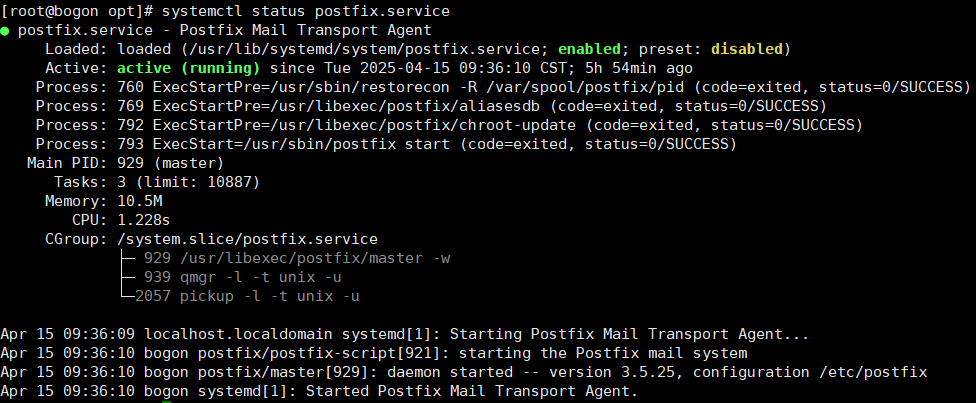 [root@bogon opt]# systemctl status postfix.service
● postfix.service - Postfix Mail Transport Agent
     Loaded: loaded (/usr/lib/systemd/system/postfix.service; enabled; preset: disabled)
     Active: active (running) since Tue 2025-04-15 09:36:10 CST; 5h 54min ago
    Process: 760 ExecStartPre=/usr/sbin/restorecon -R /var/spool/postfix/pid (code=exited, status=0/SUCCESS)
    Process: 769 ExecStartPre=/usr/libexec/postfix/aliasesdb (code=exited, status=0/SUCCESS)
    Process: 792 ExecStartPre=/usr/libexec/postfix/chroot-update (code=exited, status=0/SUCCESS)
    Process: 793 ExecStart=/usr/sbin/postfix start (code=exited, status=0/SUCCESS)
   Main PID: 929 (master)
      Tasks: 3 (limit: 10887)
     Memory: 10.5M
        CPU: 1.228s
     CGroup: /system.slice/postfix.service
             ├─ 929 /usr/libexec/postfix/master -w
             ├─ 939 qmgr -l -t unix -u
             └─2057 pickup -l -t unix -u
Apr 15 09:36:09 localhost.localdomain systemd[1]: Starting Postfix Mail Transport Agent...
Apr 15 09:36:10 bogon postfix/postfix-script[921]: starting the Postfix mail system
Apr 15 09:36:10 bogon postfix/master[929]: daemon started -- version 3.5.25, configuration /etc/postfix
Apr 15 09:36:10 bogon systemd[1]: Started Postfix Mail Transport Agent.